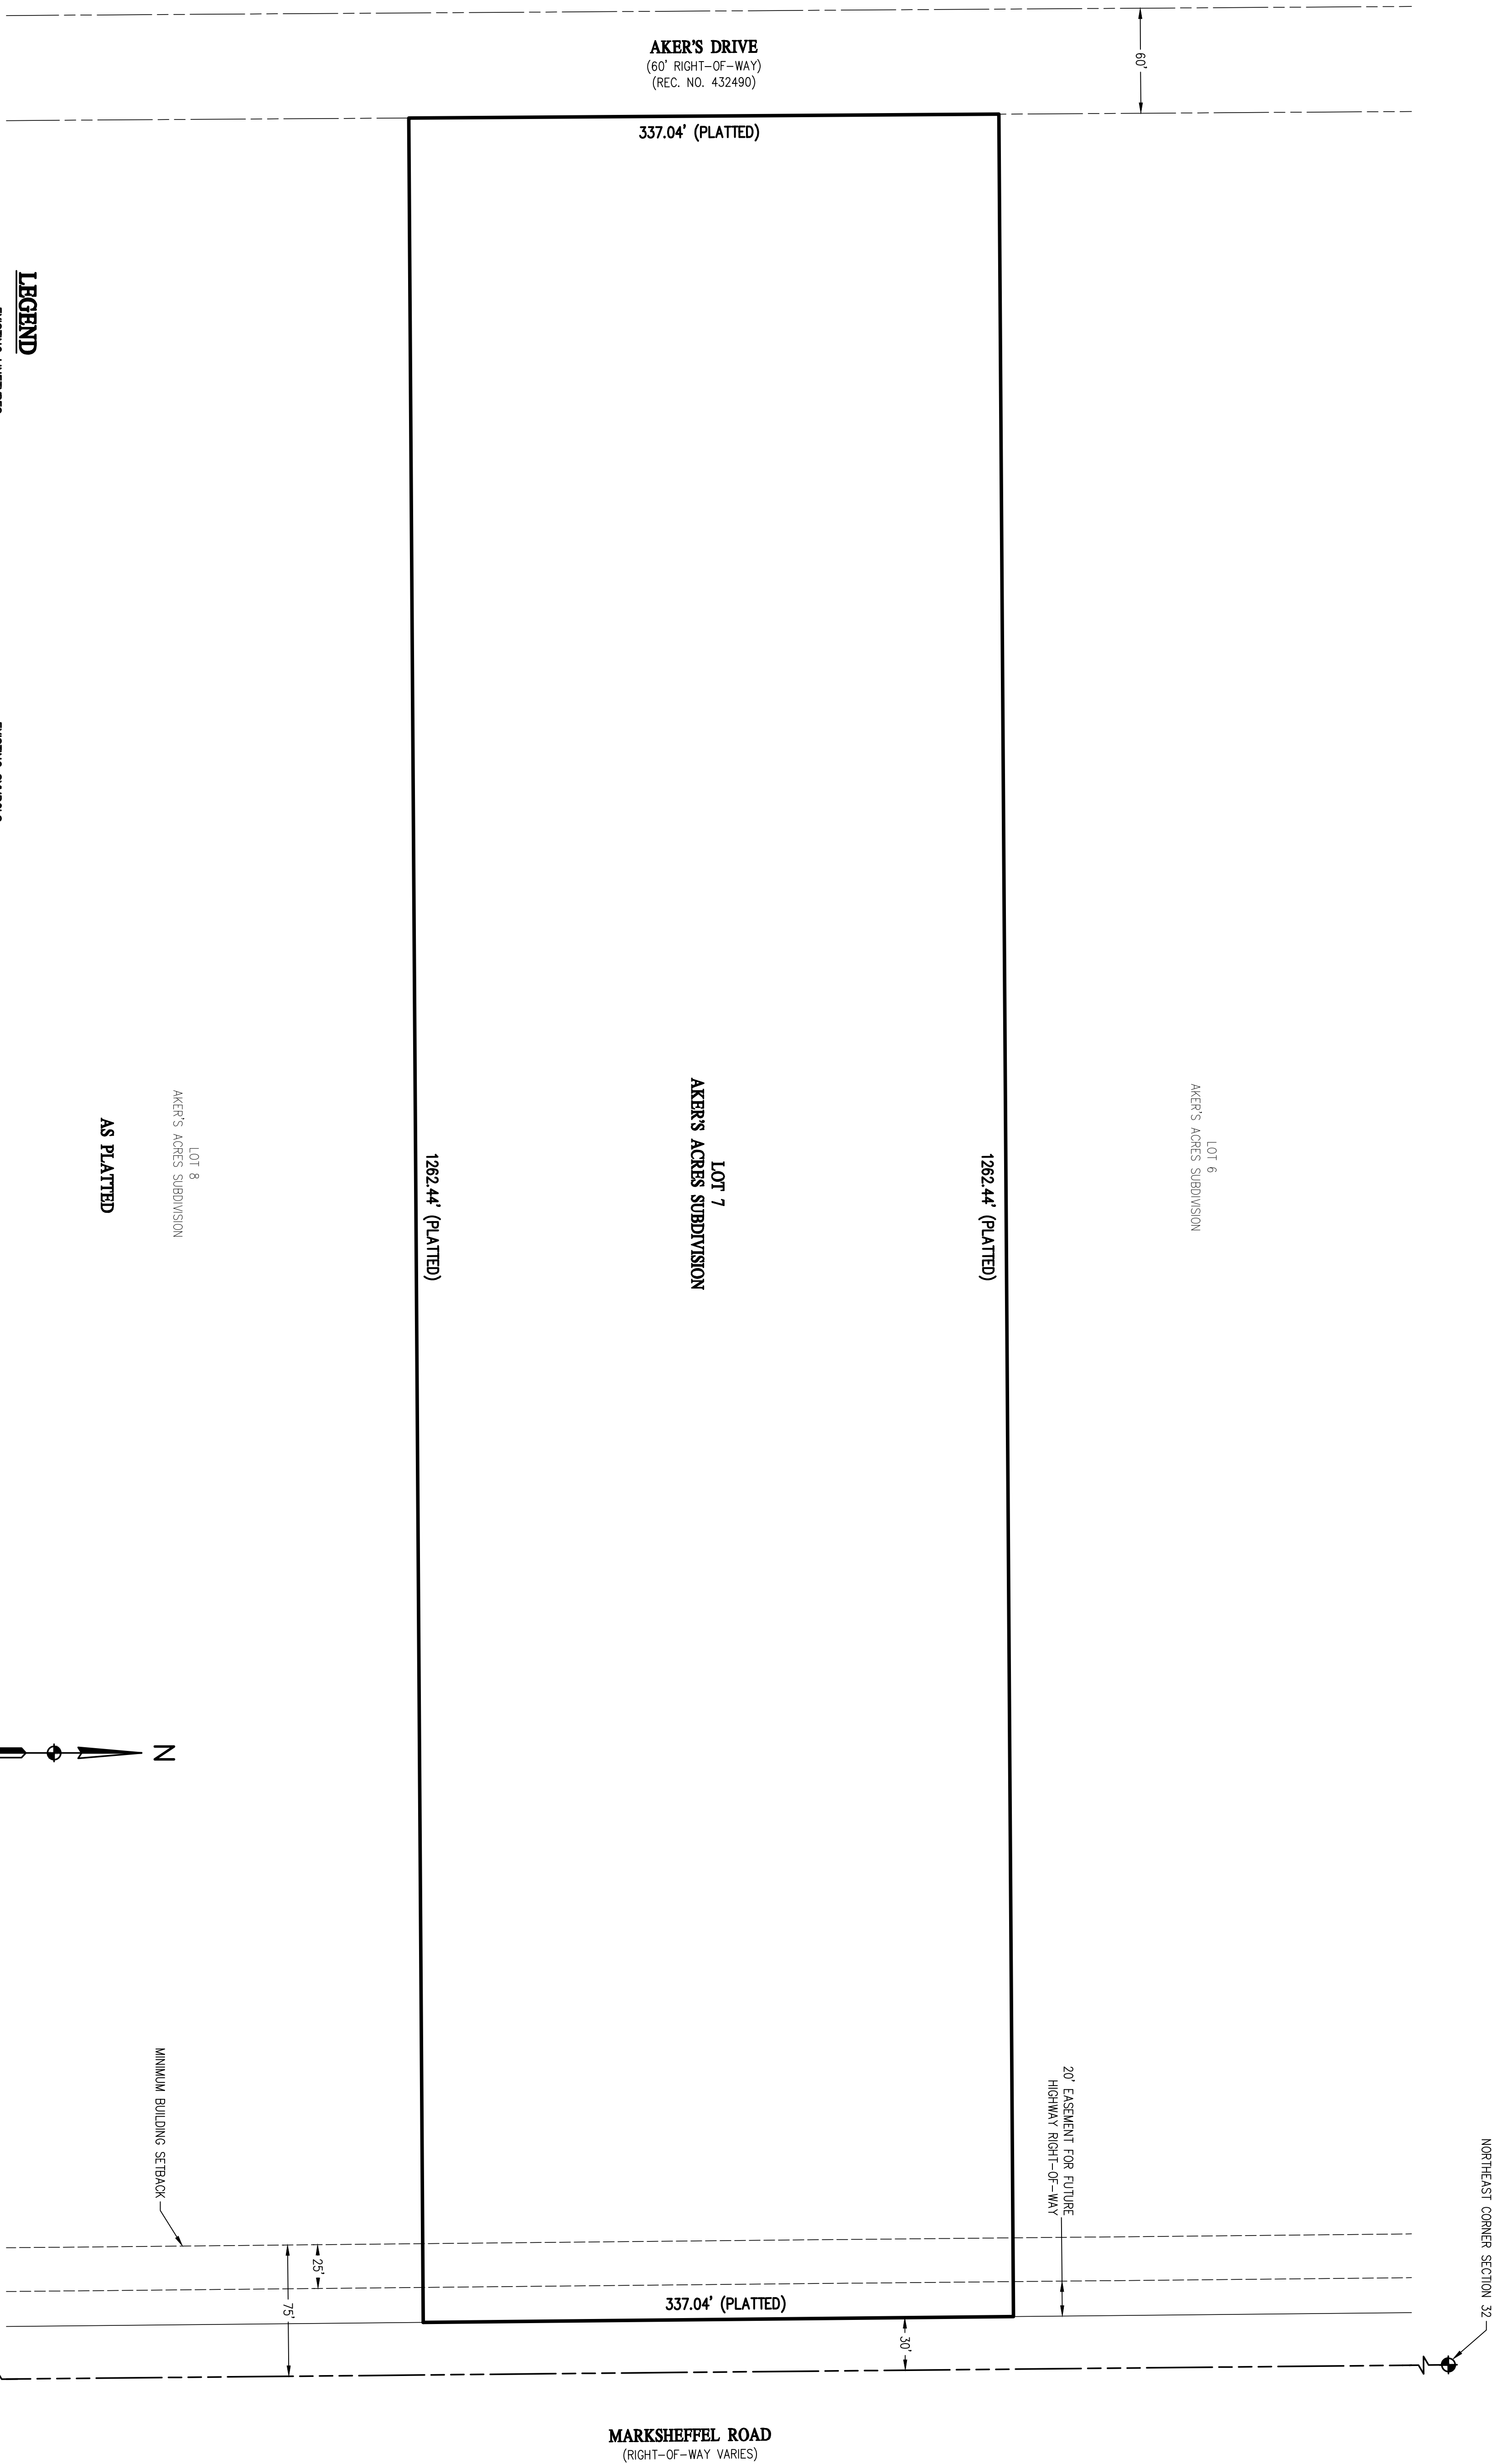 AKER'S DRIVE
(60' RIGHT-OF-WAY)
(REC. NO. 432490)
60'
337.04' (PLATTED)
LEGEND
LOT 6
AKER'S ACRES SUBDIVISION
1262.44' (PLATTED)
LOT 7
AKER'S ACRES SUBDIVISION
1262.44' (PLATTED)
LOT 8
AKER'S ACRES SUBDIVISION
AS PLATTED
N
NORTHEAST CORNER SECTION 32
20' EASEMENT FOR FUTURE
HIGHWAY RIGHT-OF-WAY
MINIMUM BUILDING SETBACK
25'
75'
337.04' (PLATTED)
30'
MARKSHEFFEL ROAD
(RIGHT-OF-WAY VARIES)